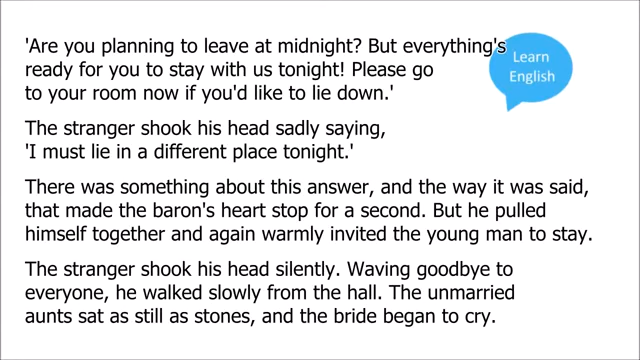 'Are you planning to leave at midnight? But everything's
ready for you to stay with us tonight! Please go
to your room now if you'd like to lie down.'
Learn
English
The stranger shook his head sadly saying,
'I must lie in a different place tonight.'
There was something about this answer, and the way it was said,
that made the baron's heart stop for a second. But he pulled
himself together and again warmly invited the young man to stay.
The stranger shook his head silently. Waving goodbye to
everyone, he walked slowly from the hall. The unmarried
aunts sat as still as stones, and the bride began to cry.